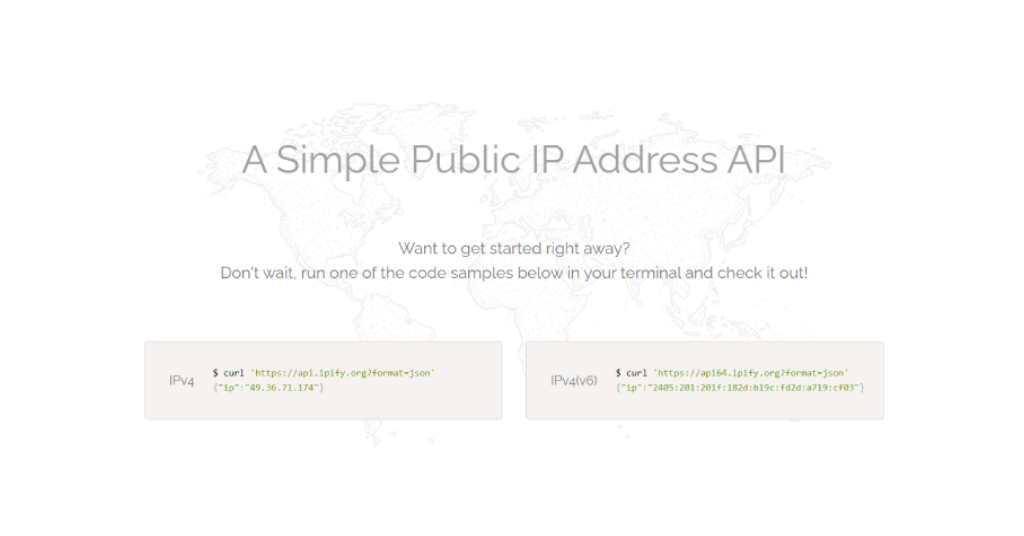 A Simple Public IP Address API
Want to get started right away?
Don't wait, run one of the code samples below in your terminal and check it out!
IPv4
$ curl 'https://api.ipify.org?format=json'
{"ip":"49.36.71.174"}
IPv4(v6)
$ curl 'https://api64.ipify.org?format=json'
{"ip":"2405:201:201f:182d:b19c:fd2d:a719:cf03"}